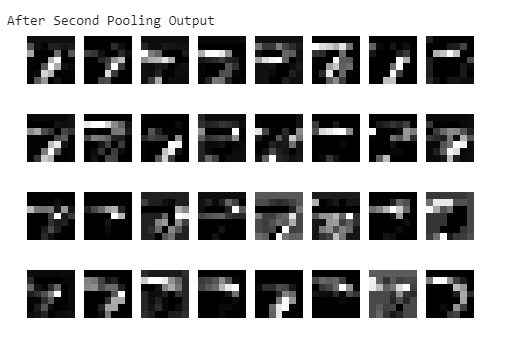 After Second Pooling Output